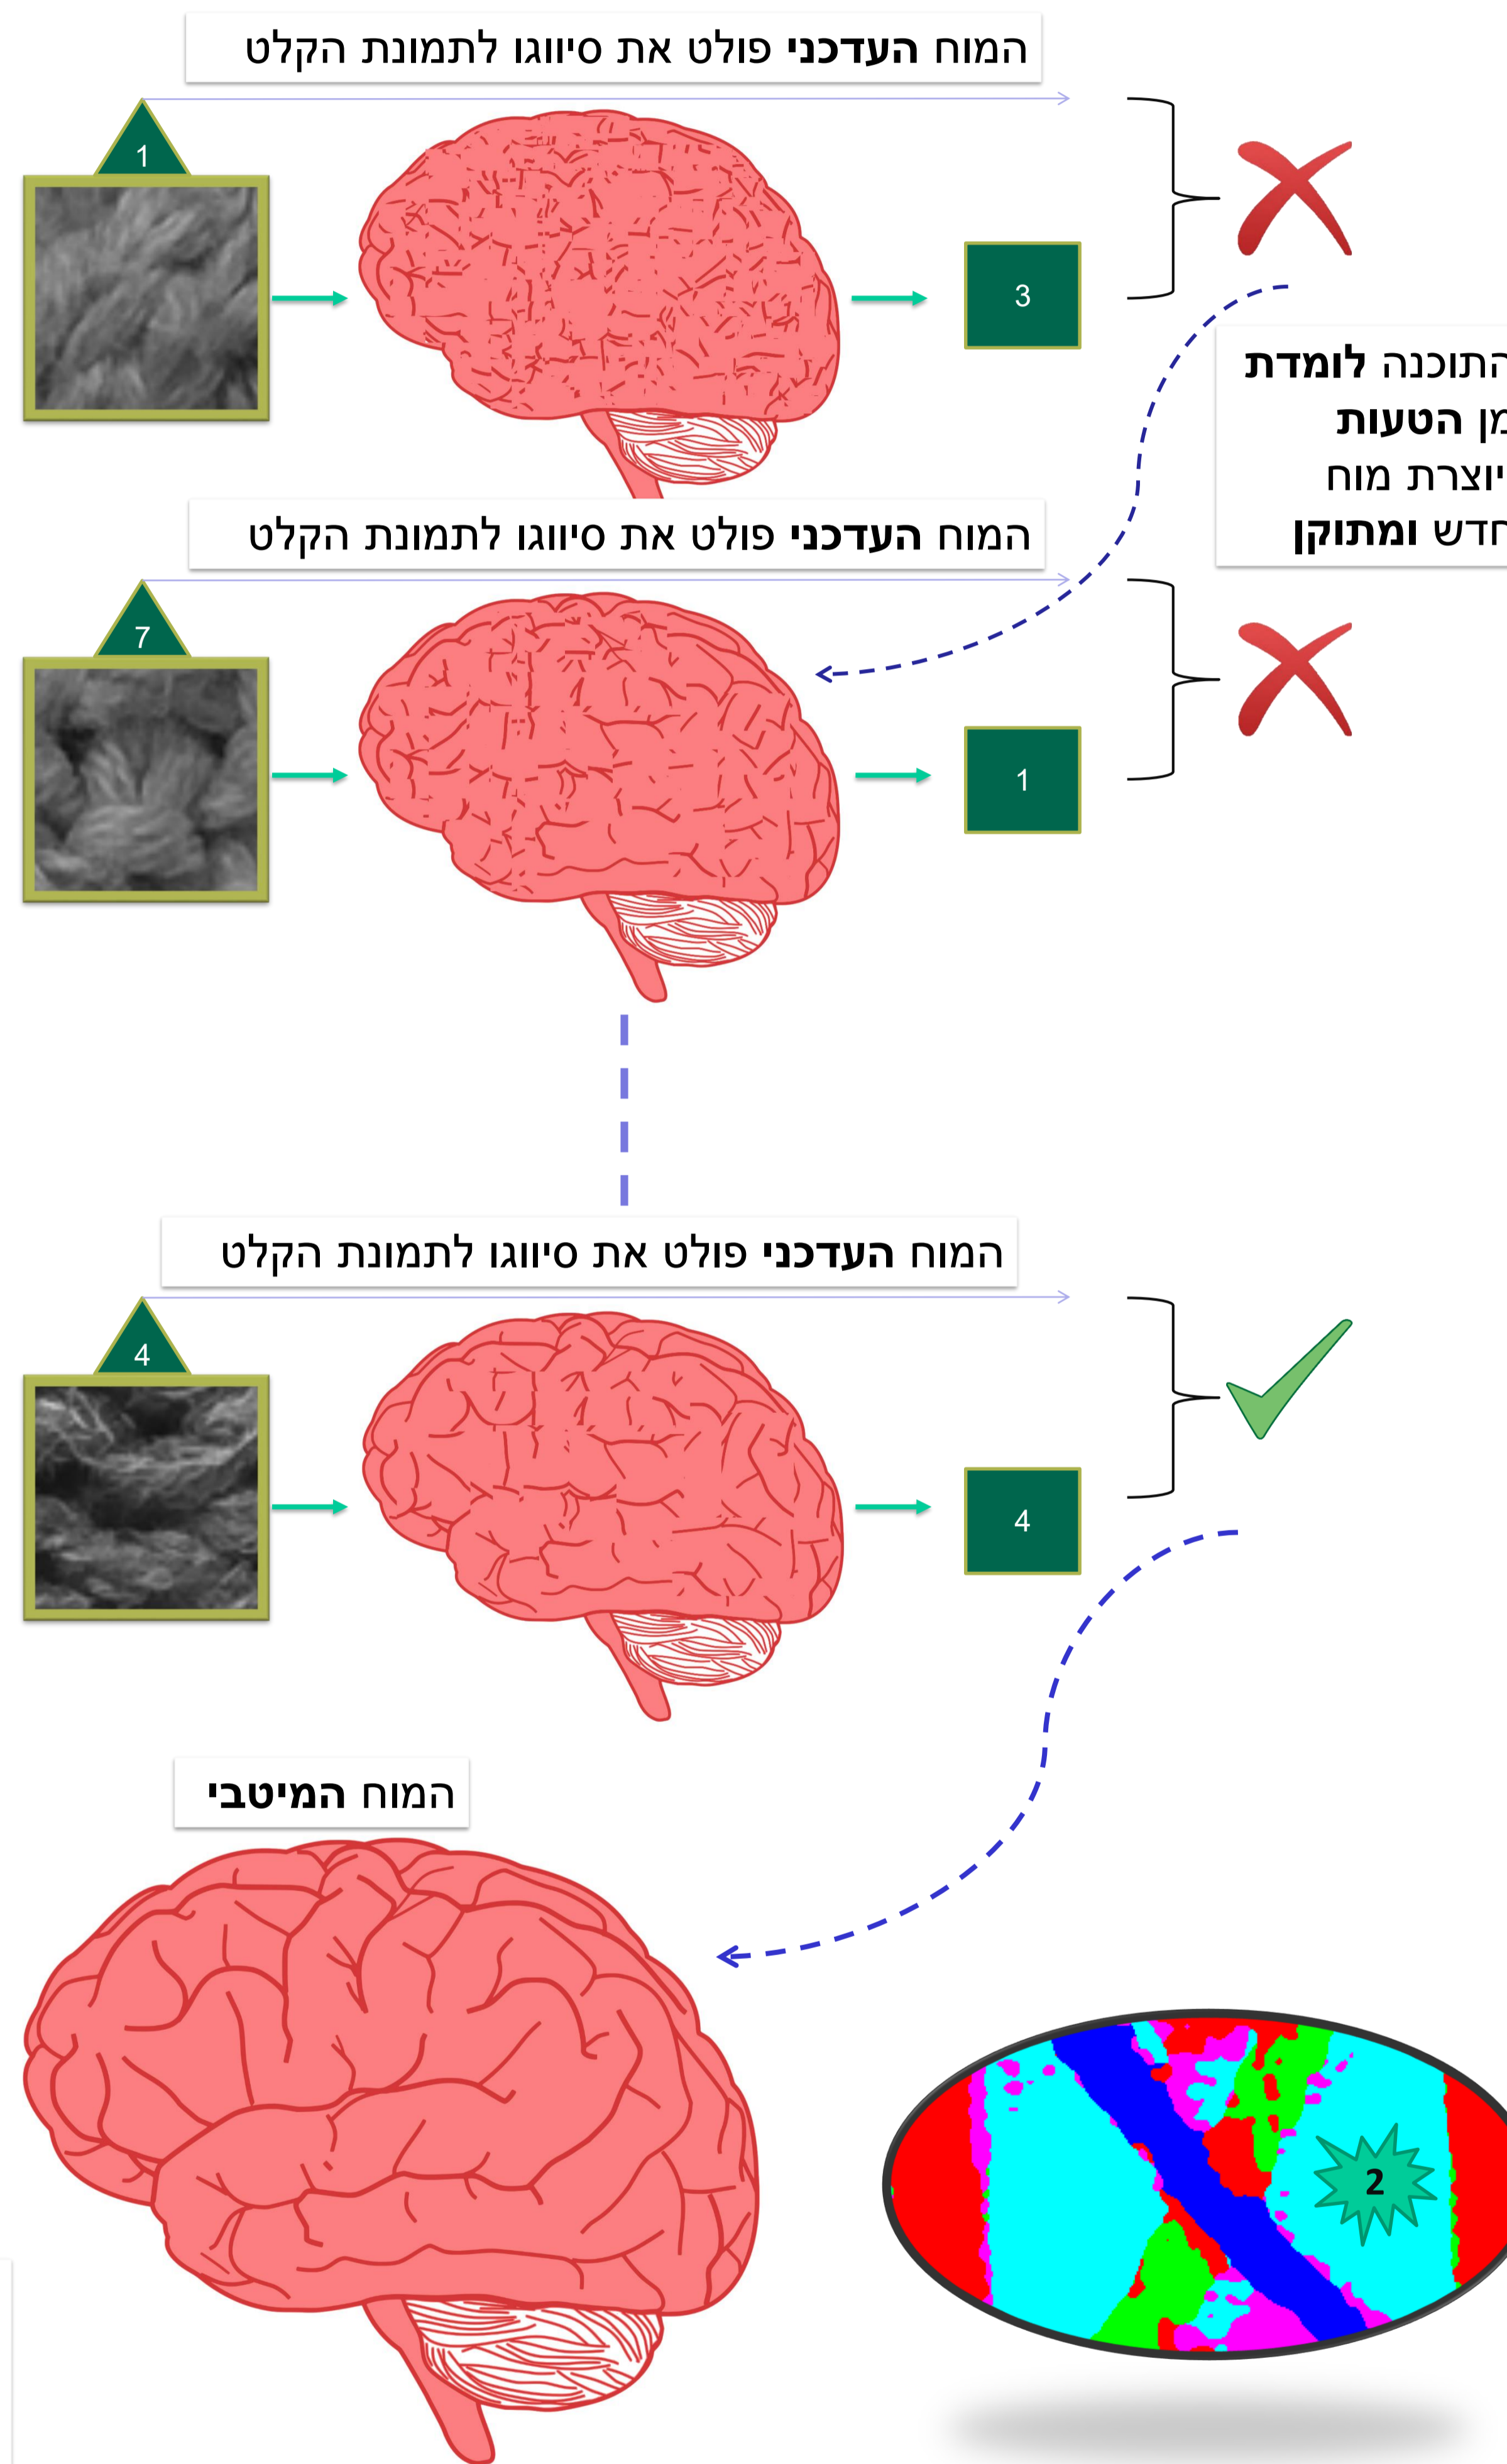 המוח העדכני פולט את סיווגו לתמונת הקלט
1
3
התוכנה לומדת
מן הטעות
יוצרת מוח
חדש ומתוקן
המוח העדכני פולט את סיווגו לתמונת הקלט
7
1
המוח העדכני פולט את סיווגו לתמונת הקלט
4
4
המוח המיטבי
2